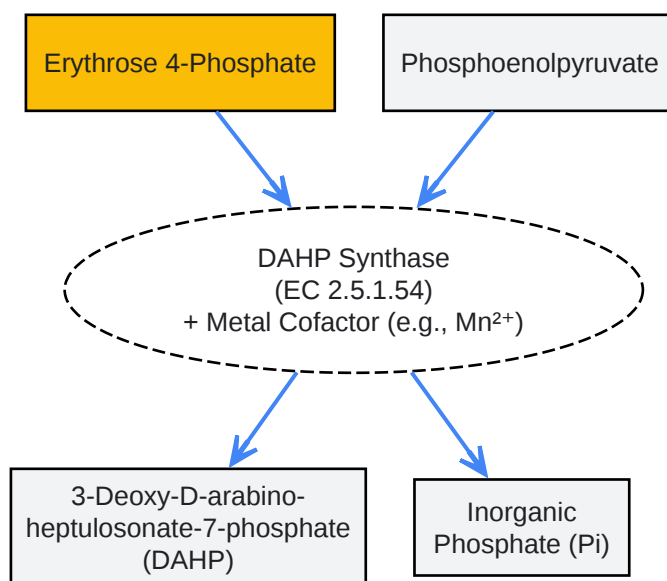 Erythrose 4-Phosphate
Phosphoenolpyruvate
DAHP Synthase
(EC 2.5.1.54)
+ Metal Cofactor (e.g., Mn²⁺)
3-Deoxy-D-arabino-
heptulosonate-7-phosphate
(DAHP)
Inorganic
Phosphate (Pi)